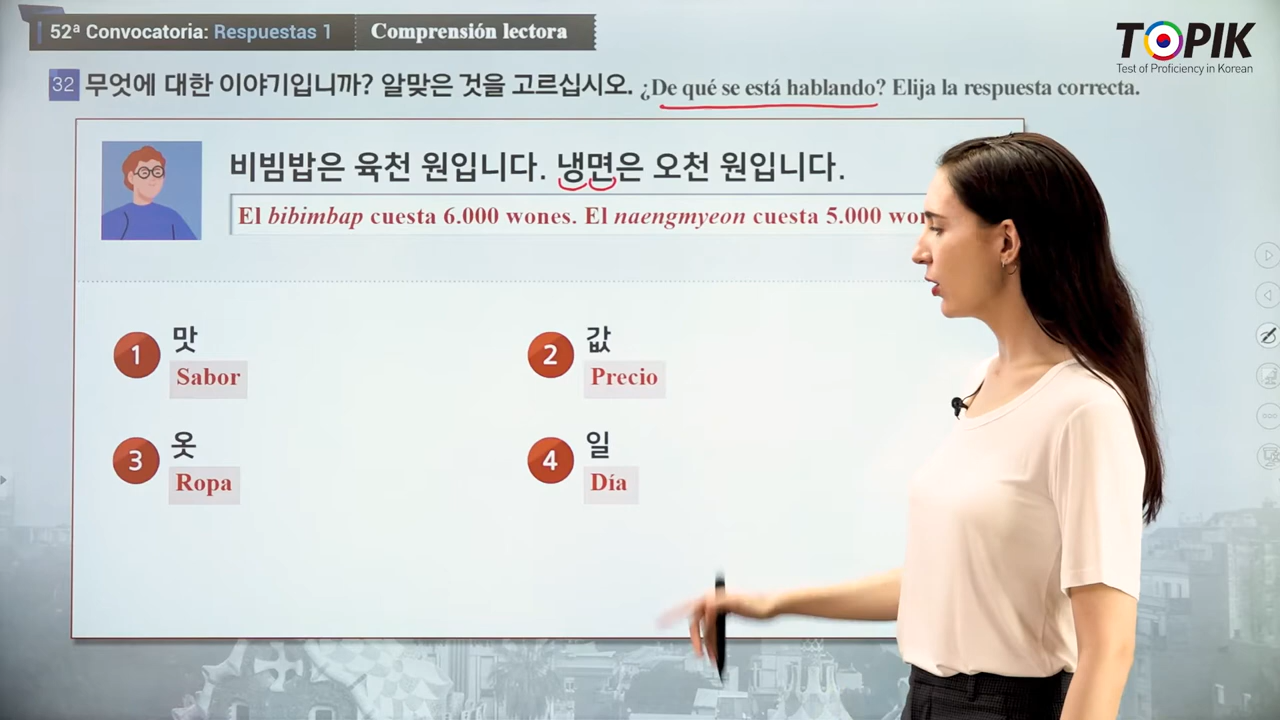 52ª Convocatoria: Respuestas 1
Comprensión lectora
TOPIK
Test of Proficiency in Korean
32 무엇에 대한 이야기입니까? 알맞은 것을 고르십시오. ¿De qué se está hablando? Elija la respuesta correcta.
비빔밥은 육천 원입니다. 냉면은 오천 원입니다.
El bibimbap cuesta 6.000 wones. El naengmyeon cuesta 5.000
1 맛
Sabor
2 값
Precio
3 옷
Ropa
4 일
Día